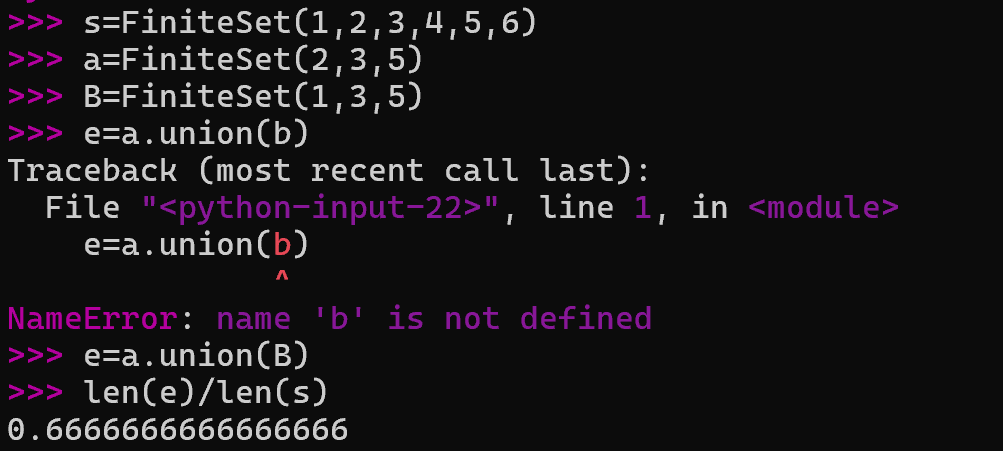 >>> s=FiniteSet(1,2,3,4,5,6)
>>> a=FiniteSet(2,3,5)
>>> B=FiniteSet(1,3,5)
>>> e=a.union(b)
Traceback (most recent call last):
  File "<python-input-22>", line 1, in <module>
    e=a.union(b)
              ^
NameError: name 'b' is not defined
>>> e=a.union(B)
>>> len(e)/len(s)
0.6666666666666666